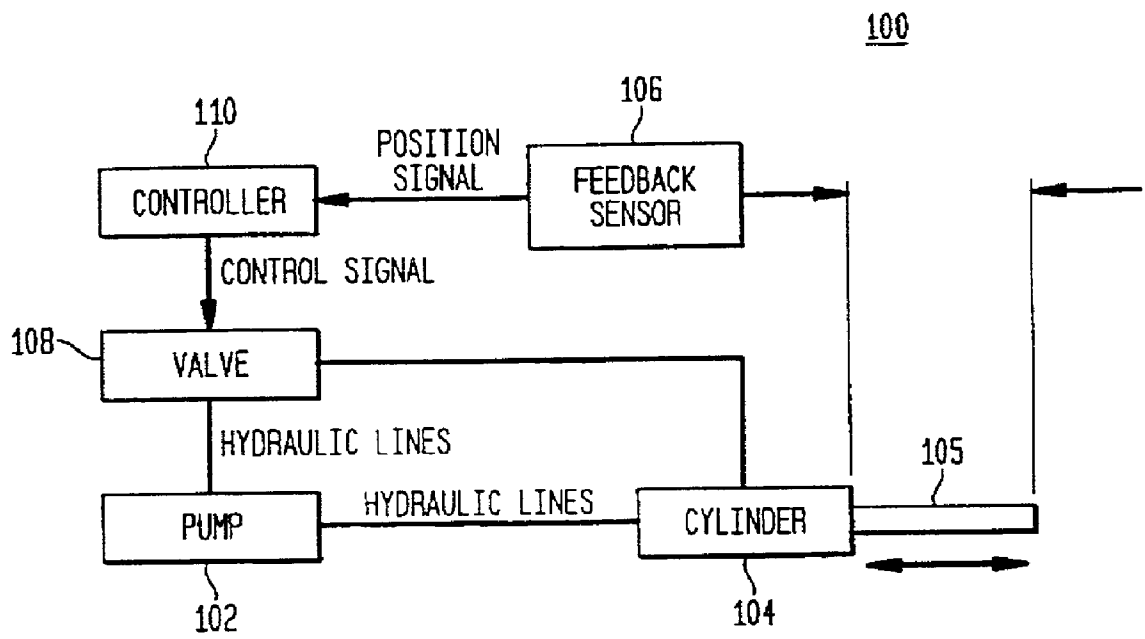 100
106
110
POSITION
SIGNAL
FEEDBACK
SENSOR
CONTROLLER
CONTROL SIGNAL
108
VALVE
HYDRAULIC LINES
105
HYDRAULIC LINES
PUMP
CYLINDER
102
104